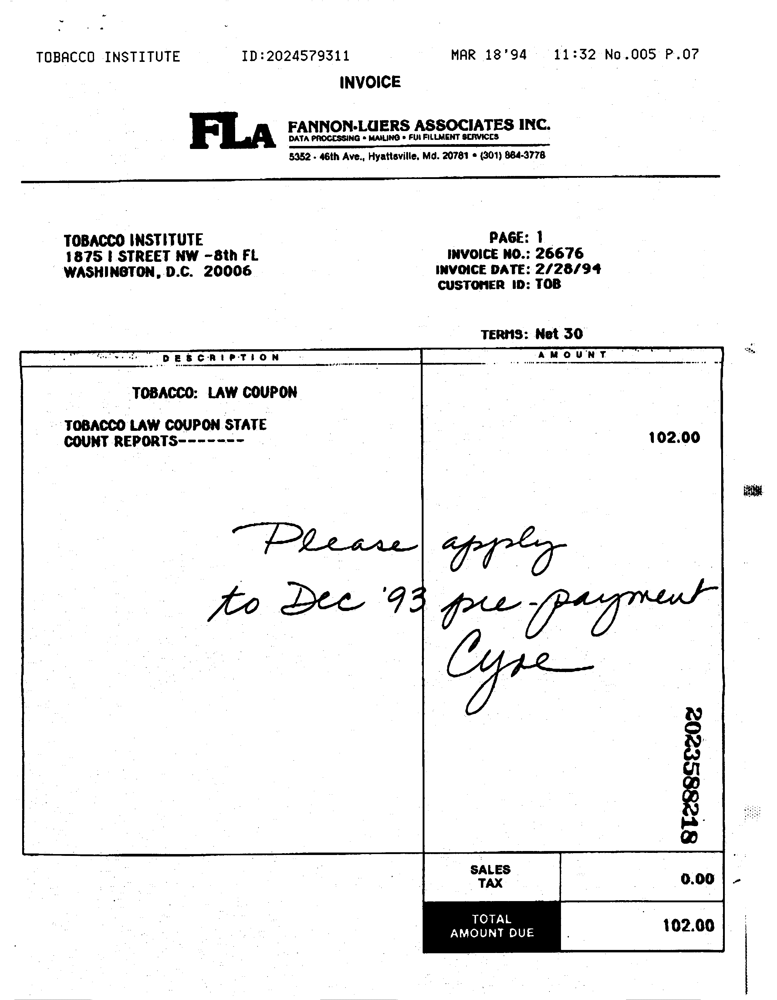 TOBACCO INSTITUTE ID:2024579311 MAR 18'94 11:32 No.005 P.07
INVOICE
FLA
FANNON-LUERS ASSOCIATES INC.
DATA PROCESSING • MAILING • FULFILLMENT SERVICES
5352 - 46th Ave., Hyattsville, Md. 20781 • (301) 864-3778
TOBACCO INSTITUTE
1875 I STREET NW -8th FL
WASHINGTON, D.C. 20006
PAGE: 1
INVOICE NO.: 26676
INVOICE DATE: 2/28/94
CUSTOMER ID: TOB
TERMS: Net 30
DESCRIPTION AMOUNT
TOBACCO: LAW COUPON
TOBACCO LAW COUPON STATE
COUNT REPORTS------- 102.00
Please apply
to Dec '93 pre-payment
2023588218
SALES
TAX 0.00
TOTAL
AMOUNT DUE 102.00